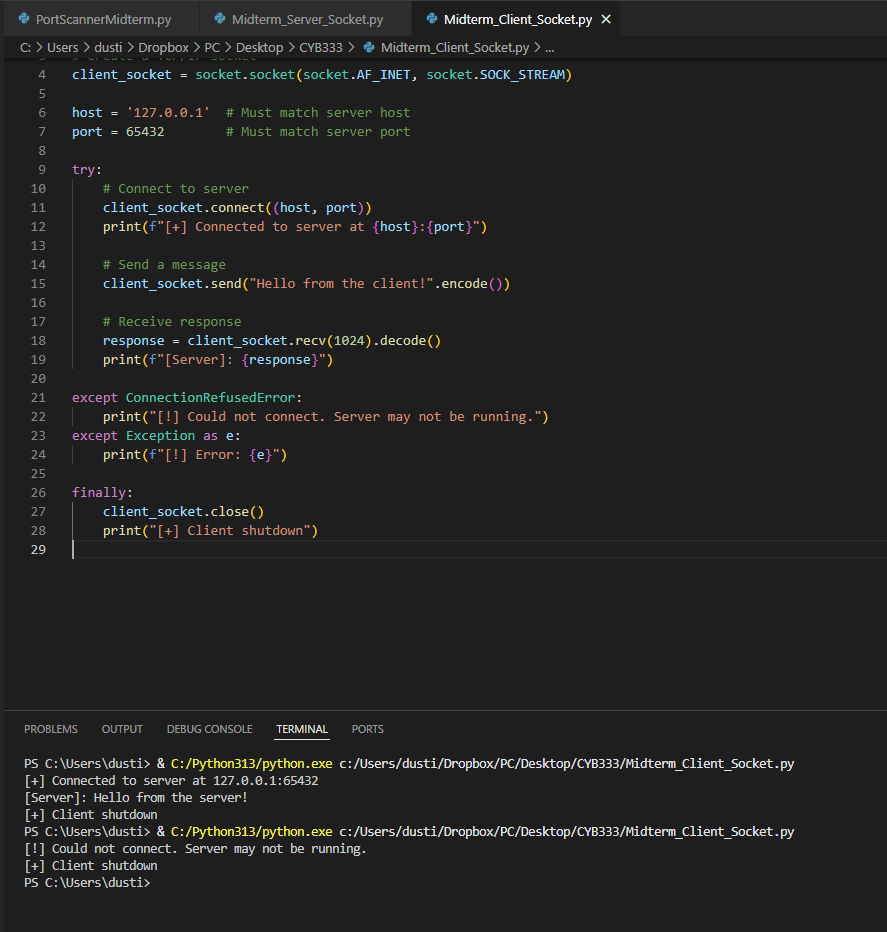 PortScannerMidterm.py Midterm_Server_Socket.py Midterm_Client_Socket.py ×
C: > Users > dusti > Dropbox > PC > Desktop > CYB333 > Midterm_Client_Socket.py > ...
4 client_socket = socket.socket(socket.AF_INET, socket.SOCK_STREAM)
5
6 host = '127.0.0.1'  # Must match server host
7 port = 65432        # Must match server port
8
9 try:
10     # Connect to server
11     client_socket.connect((host, port))
12     print(f"[+] Connected to server at {host}:{port}")
13
14     # Send a message
15     client_socket.send("Hello from the client!".encode())
16
17     # Receive response
18     response = client_socket.recv(1024).decode()
19     print(f"[Server]: {response}")
20
21 except ConnectionRefusedError:
22     print("[!] Could not connect. Server may not be running.")
23 except Exception as e:
24     print(f"[!] Error: {e}")
25
26 finally:
27     client_socket.close()
28     print("[+] Client shutdown")
29
PROBLEMS OUTPUT DEBUG CONSOLE TERMINAL PORTS
PS C:\Users\dusti> & C:/Python313/python.exe c:/Users/dusti/Dropbox/PC/Desktop/CYB333/Midterm_Client_Socket.py
[+] Connected to server at 127.0.0.1:65432
[Server]: Hello from the server!
[+] Client shutdown
PS C:\Users\dusti> & C:/Python313/python.exe c:/Users/dusti/Dropbox/PC/Desktop/CYB333/Midterm_Client_Socket.py
[!] Could not connect. Server may not be running.
[+] Client shutdown
PS C:\Users\dusti>